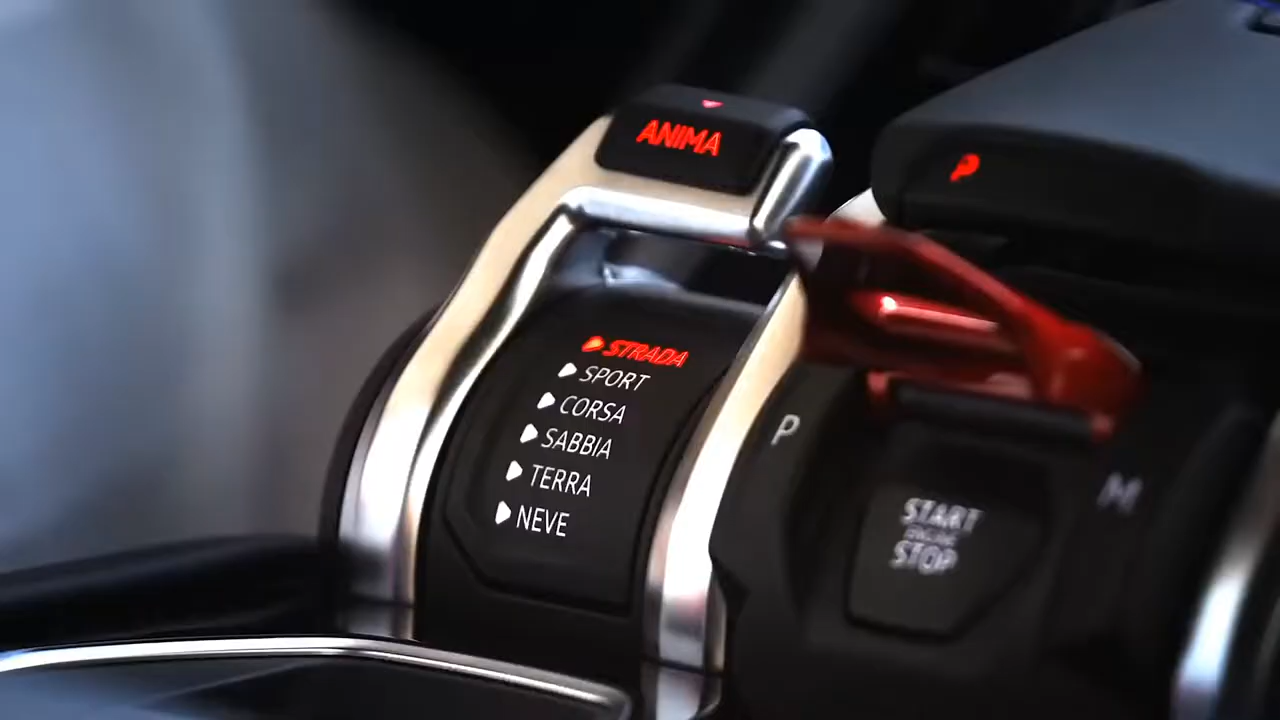 ANIMA
P
STRADA
SPORT
CORSA
SABBIA
TERRA
NEVE
P
M
START
ENGINE
STOP